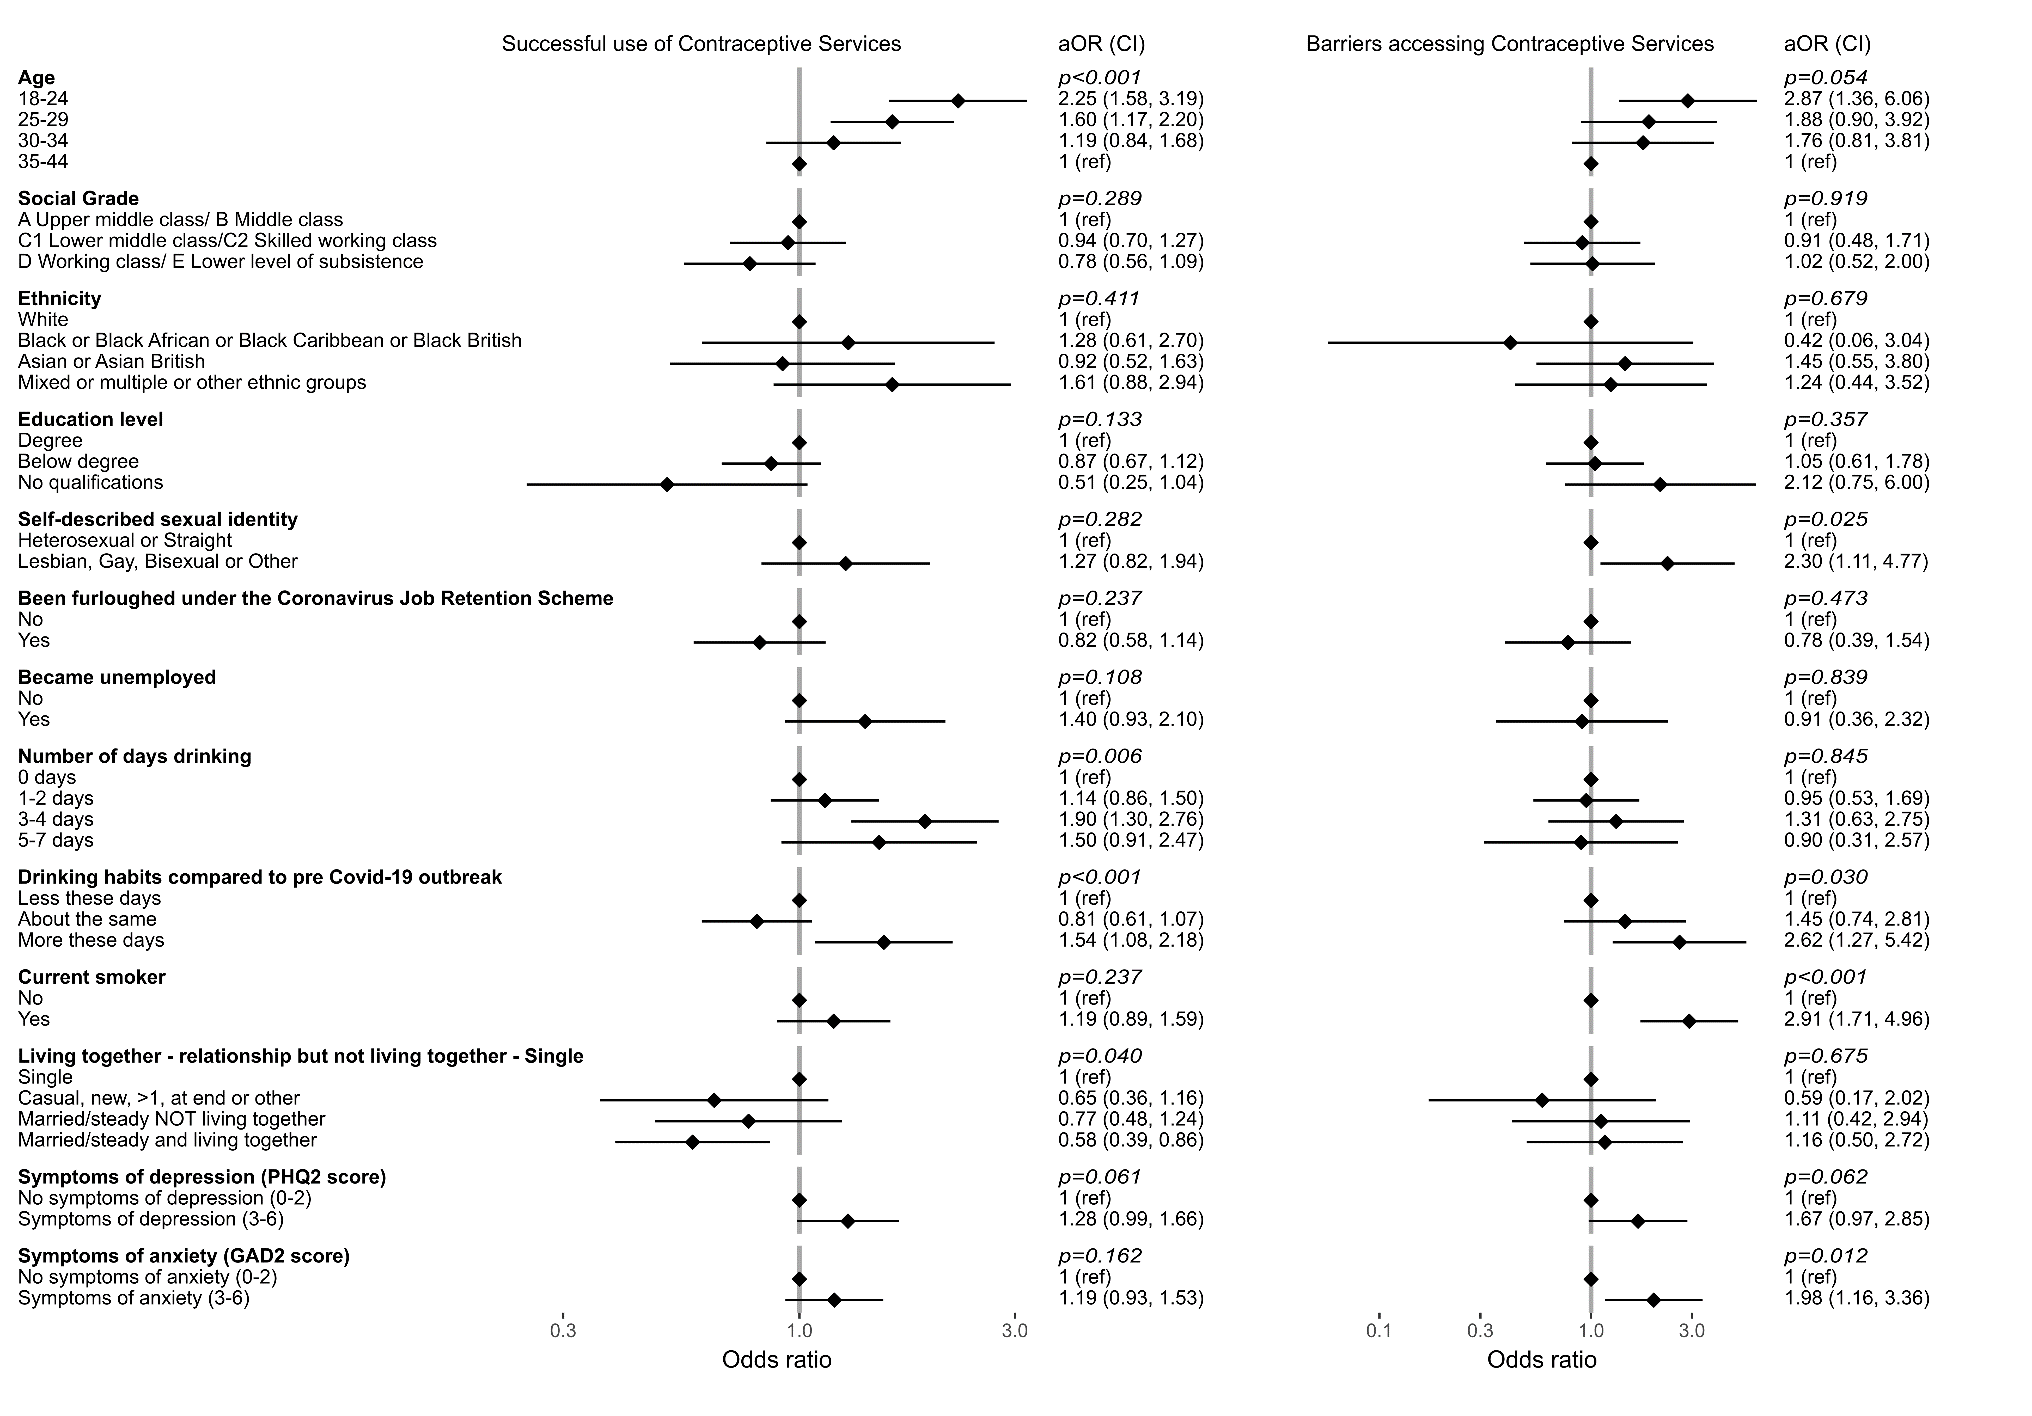 Successful use of Contraceptive Services aOR (CI) Barriers accessing Contraceptive Services aOR (CI)
Age p<0.001 p=0.054
18-24 2.25 (1.58, 3.19) 2.87 (1.36, 6.06)
25-29 1.60 (1.17, 2.20) 1.88 (0.90, 3.92)
30-34 1.19 (0.84, 1.68) 1.76 (0.81, 3.81)
35-44 1 (ref) 1 (ref)
Social Grade p=0.289 p=0.919
A Upper middle class/ B Middle class 1 (ref) 1 (ref)
C1 Lower middle class/C2 Skilled working class 0.94 (0.70, 1.27) 0.91 (0.48, 1.71)
D Working class/ E Lower level of subsistence 0.78 (0.56, 1.09) 1.02 (0.52, 2.00)
Ethnicity p=0.411 p=0.679
White 1 (ref) 1 (ref)
Black or Black African or Black Caribbean or Black British 1.28 (0.61, 2.70) 0.42 (0.06, 3.04)
Asian or Asian British 0.92 (0.52, 1.63) 1.45 (0.55, 3.80)
Mixed or multiple or other ethnic groups 1.61 (0.88, 2.94) 1.24 (0.44, 3.52)
Education level p=0.133 p=0.357
Degree 1 (ref) 1 (ref)
Below degree 0.87 (0.67, 1.12) 1.05 (0.61, 1.78)
No qualifications 0.51 (0.25, 1.04) 2.12 (0.75, 6.00)
Self-described sexual identity p=0.282 p=0.025
Heterosexual or Straight 1 (ref) 1 (ref)
Lesbian, Gay, Bisexual or Other 1.27 (0.82, 1.94) 2.30 (1.11, 4.77)
Been furloughed under the Coronavirus Job Retention Scheme p=0.237 p=0.473
No 1 (ref) 1 (ref)
Yes 0.82 (0.58, 1.14) 0.78 (0.39, 1.54)
Became unemployed p=0.108 p=0.839
No 1 (ref) 1 (ref)
Yes 1.40 (0.93, 2.10) 0.91 (0.36, 2.32)
Number of days drinking p=0.006 p=0.845
0 days 1 (ref) 1 (ref)
1-2 days 1.14 (0.86, 1.50) 0.95 (0.53, 1.69)
3-4 days 1.90 (1.30, 2.76) 1.31 (0.63, 2.75)
5-7 days 1.50 (0.91, 2.47) 0.90 (0.31, 2.57)
Drinking habits compared to pre Covid-19 outbreak p<0.001 p=0.030
Less these days 1 (ref) 1 (ref)
About the same 0.81 (0.61, 1.07) 1.45 (0.74, 2.81)
More these days 1.54 (1.08, 2.18) 2.62 (1.27, 5.42)
Current smoker p=0.237 p<0.001
No 1 (ref) 1 (ref)
Yes 1.19 (0.89, 1.59) 2.91 (1.71, 4.96)
Living together - relationship but not living together - Single p=0.040 p=0.675
Single 1 (ref) 1 (ref)
Casual, new, >1, at end or other 0.65 (0.36, 1.16) 0.59 (0.17, 2.02)
Married/steady NOT living together 0.77 (0.48, 1.24) 1.11 (0.42, 2.94)
Married/steady and living together 0.58 (0.39, 0.86) 1.16 (0.50, 2.72)
Symptoms of depression (PHQ2 score) p=0.061 p=0.062
No symptoms of depression (0-2) 1 (ref) 1 (ref)
Symptoms of depression (3-6) 1.28 (0.99, 1.66) 1.67 (0.97, 2.85)
Symptoms of anxiety (GAD2 score) p=0.162 p=0.012
No symptoms of anxiety (0-2) 1 (ref) 1 (ref)
Symptoms of anxiety (3-6) 1.19 (0.93, 1.53) 1.98 (1.16, 3.36)
0.3 1.0 3.0 0.1 0.3 1.0 3.0
Odds ratio Odds ratio